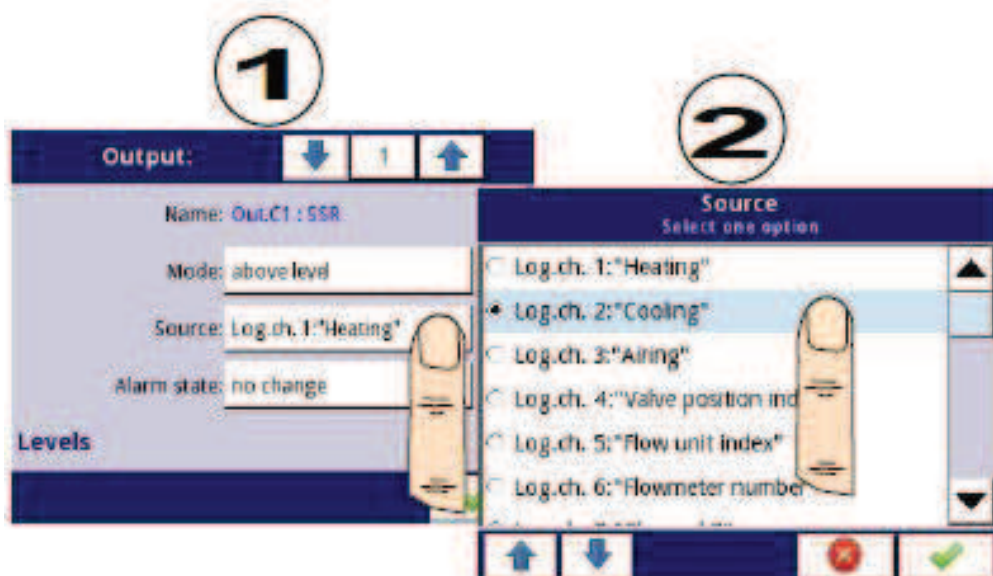 1
Output:
1
Name: Out.C1 : SSR
Mode: above level
Source: Log.ch. 1:"Heating"
Alarm state: no change
Levels
2
Source
Select one option
Log.ch. 1:"Heating"
Log.ch. 2:"Cooling"
Log.ch. 3:"Airing"
Log.ch. 4:"Valve position ind
Log.ch. 5:"Flow unit index"
Log.ch. 6:"Flowmeter number